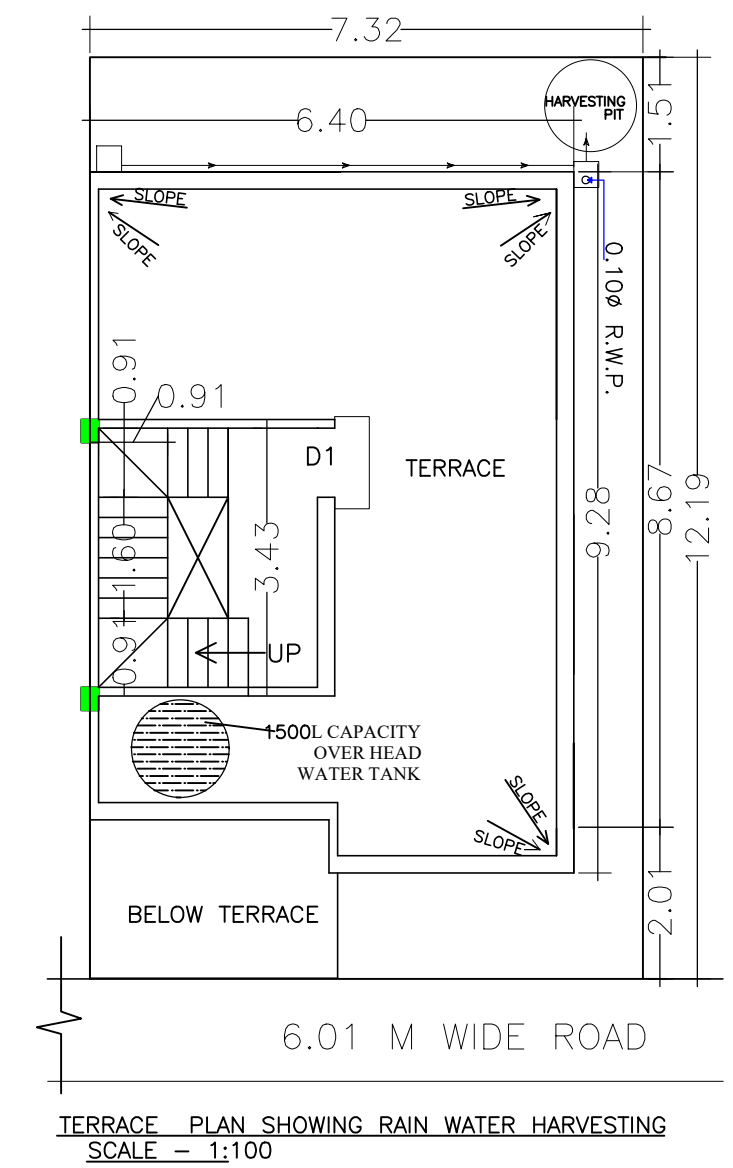 7.32
HARVESTING
PIT
1.51
6.40
SLOPE
SLOPE
SLOPE
SLOPE
0.10ø R.W.P.
0.91
0.91
D1
TERRACE
1.60
3.43
9.28
8.67
12.19
0.91
UP
1500L CAPACITY
OVER HEAD
WATER TANK
SLOPE
SLOPE
2.01
BELOW TERRACE
6.01 M WIDE ROAD
TERRACE PLAN SHOWING RAIN WATER HARVESTING
SCALE - 1:100